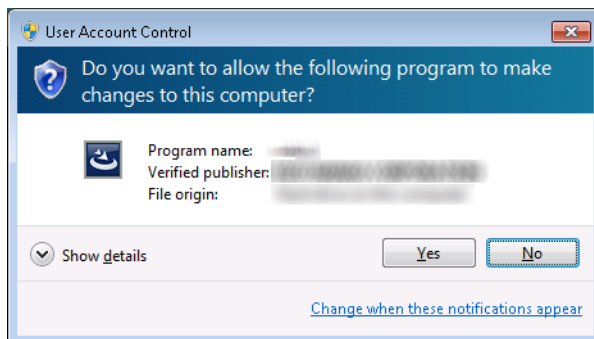 User Account Control
Do you want to allow the following program to make
changes to this computer?
Program name:
Verified publisher:
File origin:
Show details
Yes
No
Change when these notifications appear